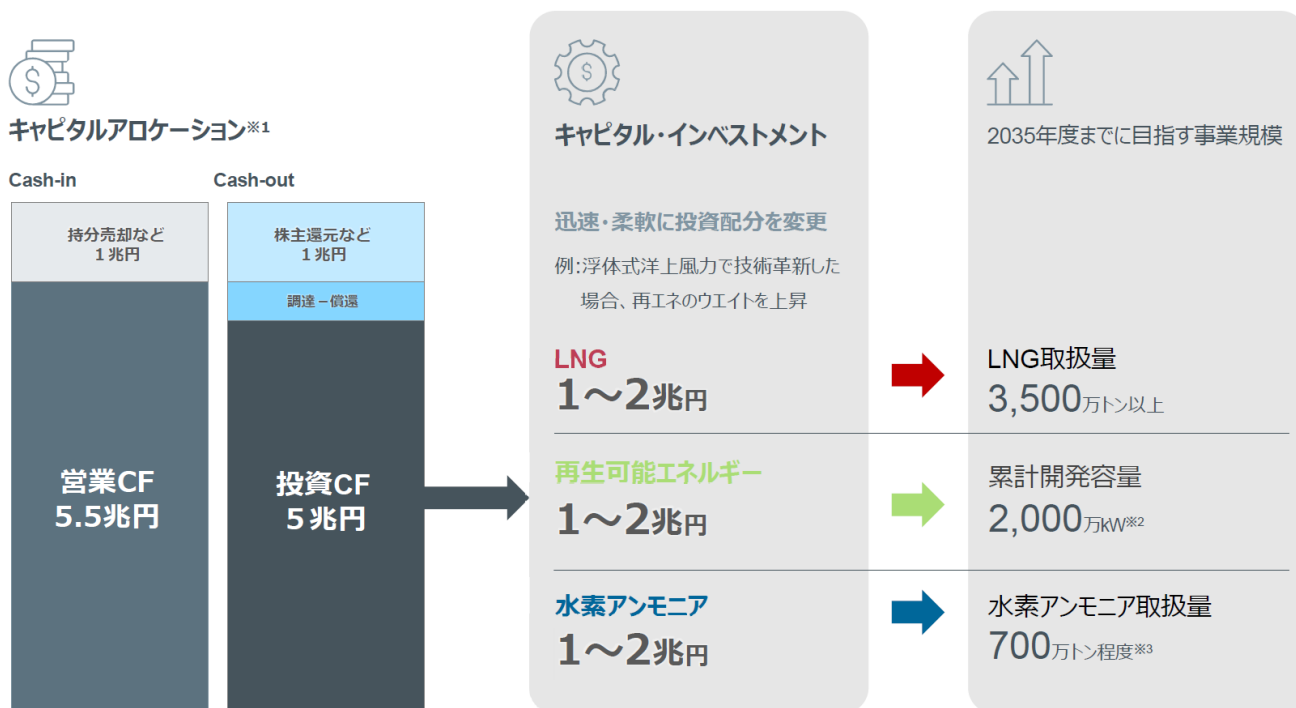 キャピタルアロケーション※1
Cash-in
Cash-out
持分売却など
1兆円
営業CF
5.5兆円
株主還元など
1兆円
調達－償還
投資CF
5兆円
$
キャピタル・インベストメント
迅速・柔軟に投資配分を変更
例:浮体式洋上風力で技術革新した
場合、再エネのウエイトを上昇
LNG
1～2兆円
再生可能エネルギー
1～2兆円
水素アンモニア
1～2兆円
$
2035年度までに目指す事業規模
LNG取扱量
3,500万トン以上
累計開発容量
2,000万kW※2
水素アンモニア取扱量
700万トン程度※3